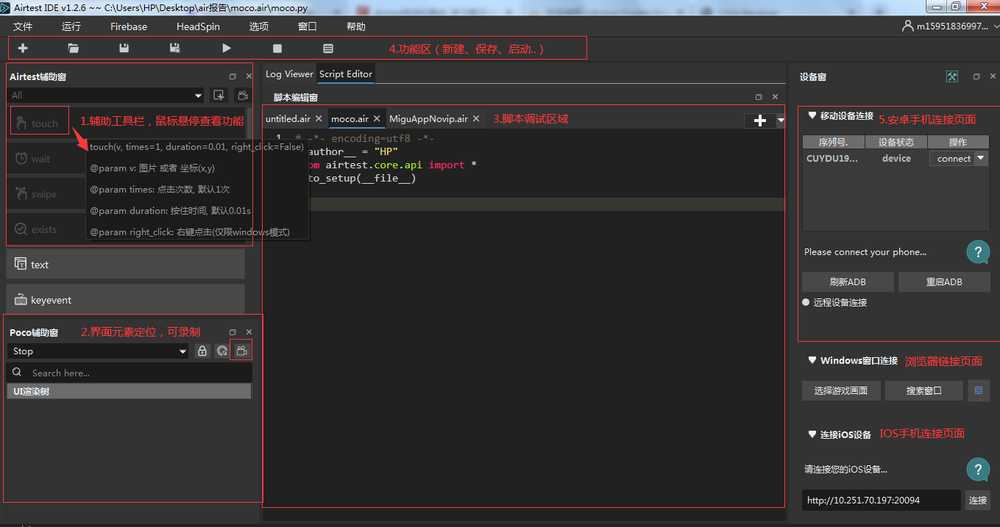 Airtest IDE v1.2.6 ~~ C:\Users\HP\Desktop\air报告\moco.air\moco.py
文件 运行 Firebase HeadSpin 选项 窗口 帮助 m15951836997...
4.功能区（新建、保存、启动..）
Airtest辅助窗
All
touch
1.辅助工具栏，鼠标悬停查看功能
wait
swipe
exists
touch(v, times=1, duration=0.01, right_click=False)
@param v: 图片 或者 坐标(x,y)
@param times: 点击次数, 默认1次
@param duration: 按住时间, 默认0.01s
@param right_click: 右键点击(仅限windows模式)
text
keyevent
Poco辅助窗 2.界面元素定位，可录制
Stop
Search here...
UI渲染树
Log Viewer Script Editor
脚本编辑窗
untitled.air moco.air MiguAppNovip.air 3.脚本调试区域
1 # -*- encoding=utf8 -*-
author__ = "HP"
om airtest.core.api import *
to_setup(__file__)
设备窗
移动设备连接 5.安卓手机连接页面
序列号. 设备状态 操作
CUYDU19... device connect
Please connect your phone... ?
刷新ADB 重启ADB
远程设备连接
Windows窗口连接 浏览器链接页面
选择游戏画面 搜索窗口
连接iOS设备 IOS手机连接页面
请连接您的iOS设备... ?
http://10.251.70.197:20094 连接